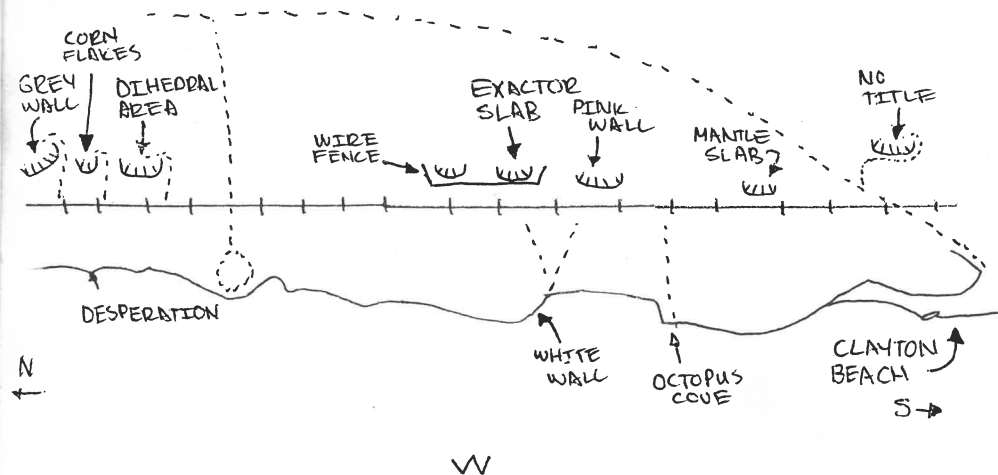 CORN
FLAKES
GREY
WALL
DIHEDRAL
AREA
WIRE
FENCE
EXACTOR
SLAB
PINK
WALL
MANTLE
SLAB
NO
TITLE
DESPERATION
WHITE
WALL
OCTOPUS
COVE
CLAYTON
BEACH
N
S
W